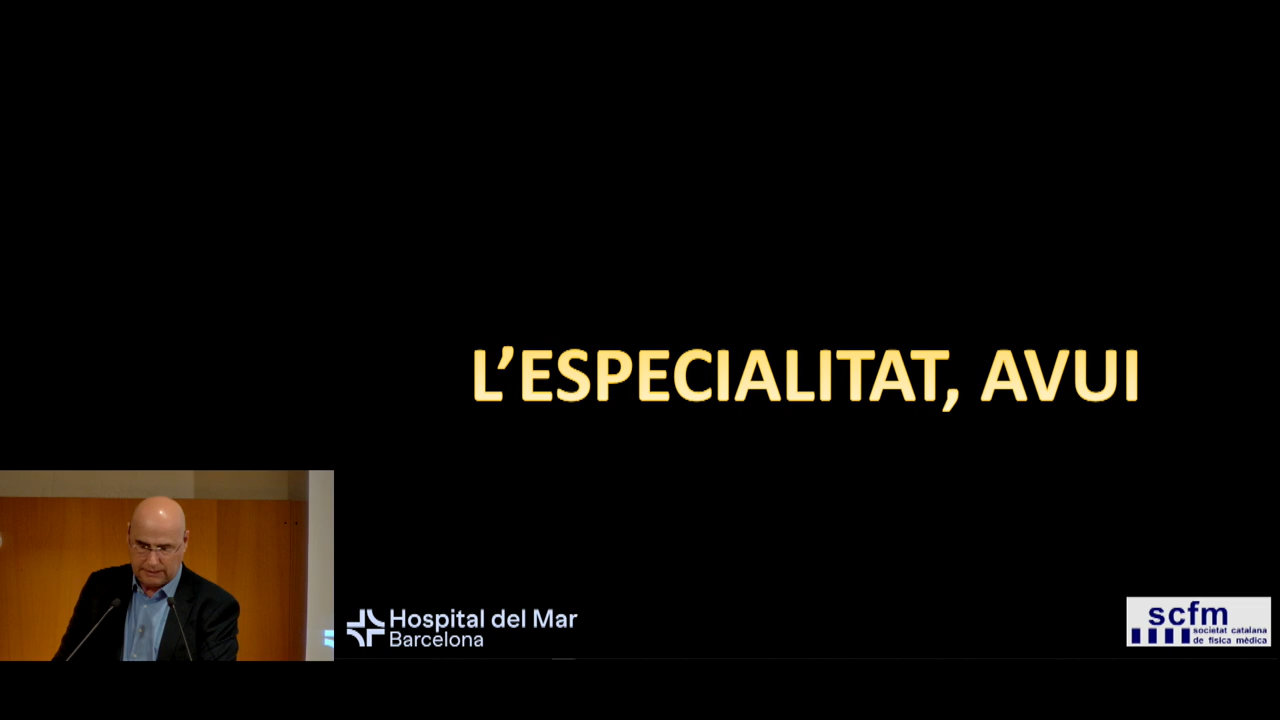 L'ESPECIALITAT, AVUI
Hospital del Mar
Barcelona
scfm
societat catalana
de física mèdica